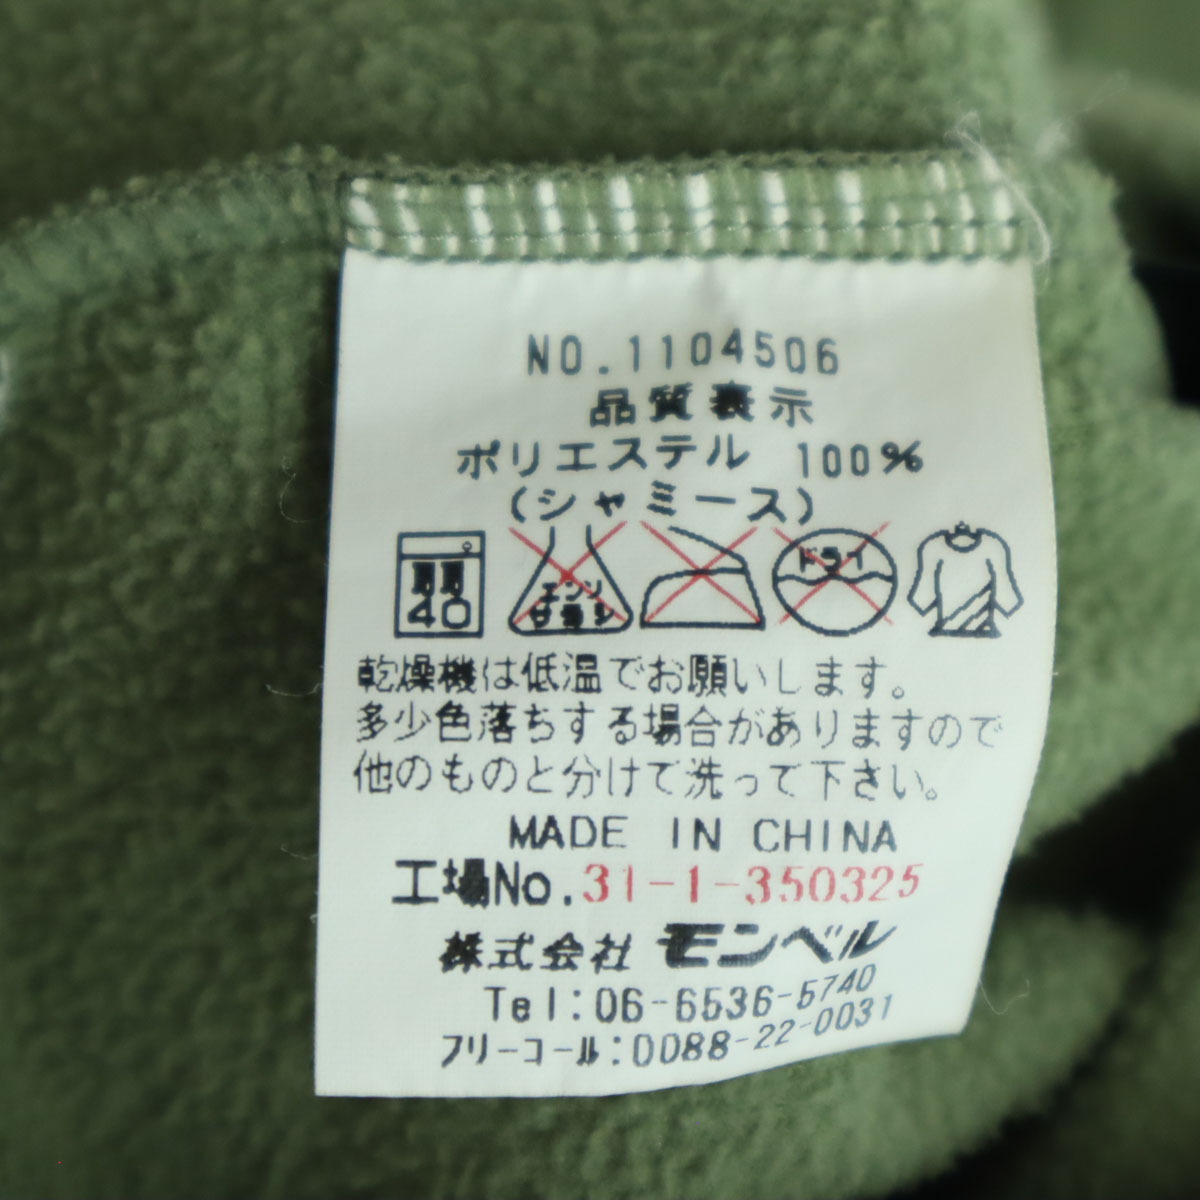 NO.1104506
品質表示
ポリエステル 100%
(シャミース)
40 エンソ サラシ ドライ
乾燥機は低温でお願いします。
多少色落ちする場合がありますので
他のものと分けて洗って下さい。
MADE IN CHINA
工場No.31-1-350325
株式会社 モンベル
Tel:06-6536-5740
フリーコール:0088-22-0031